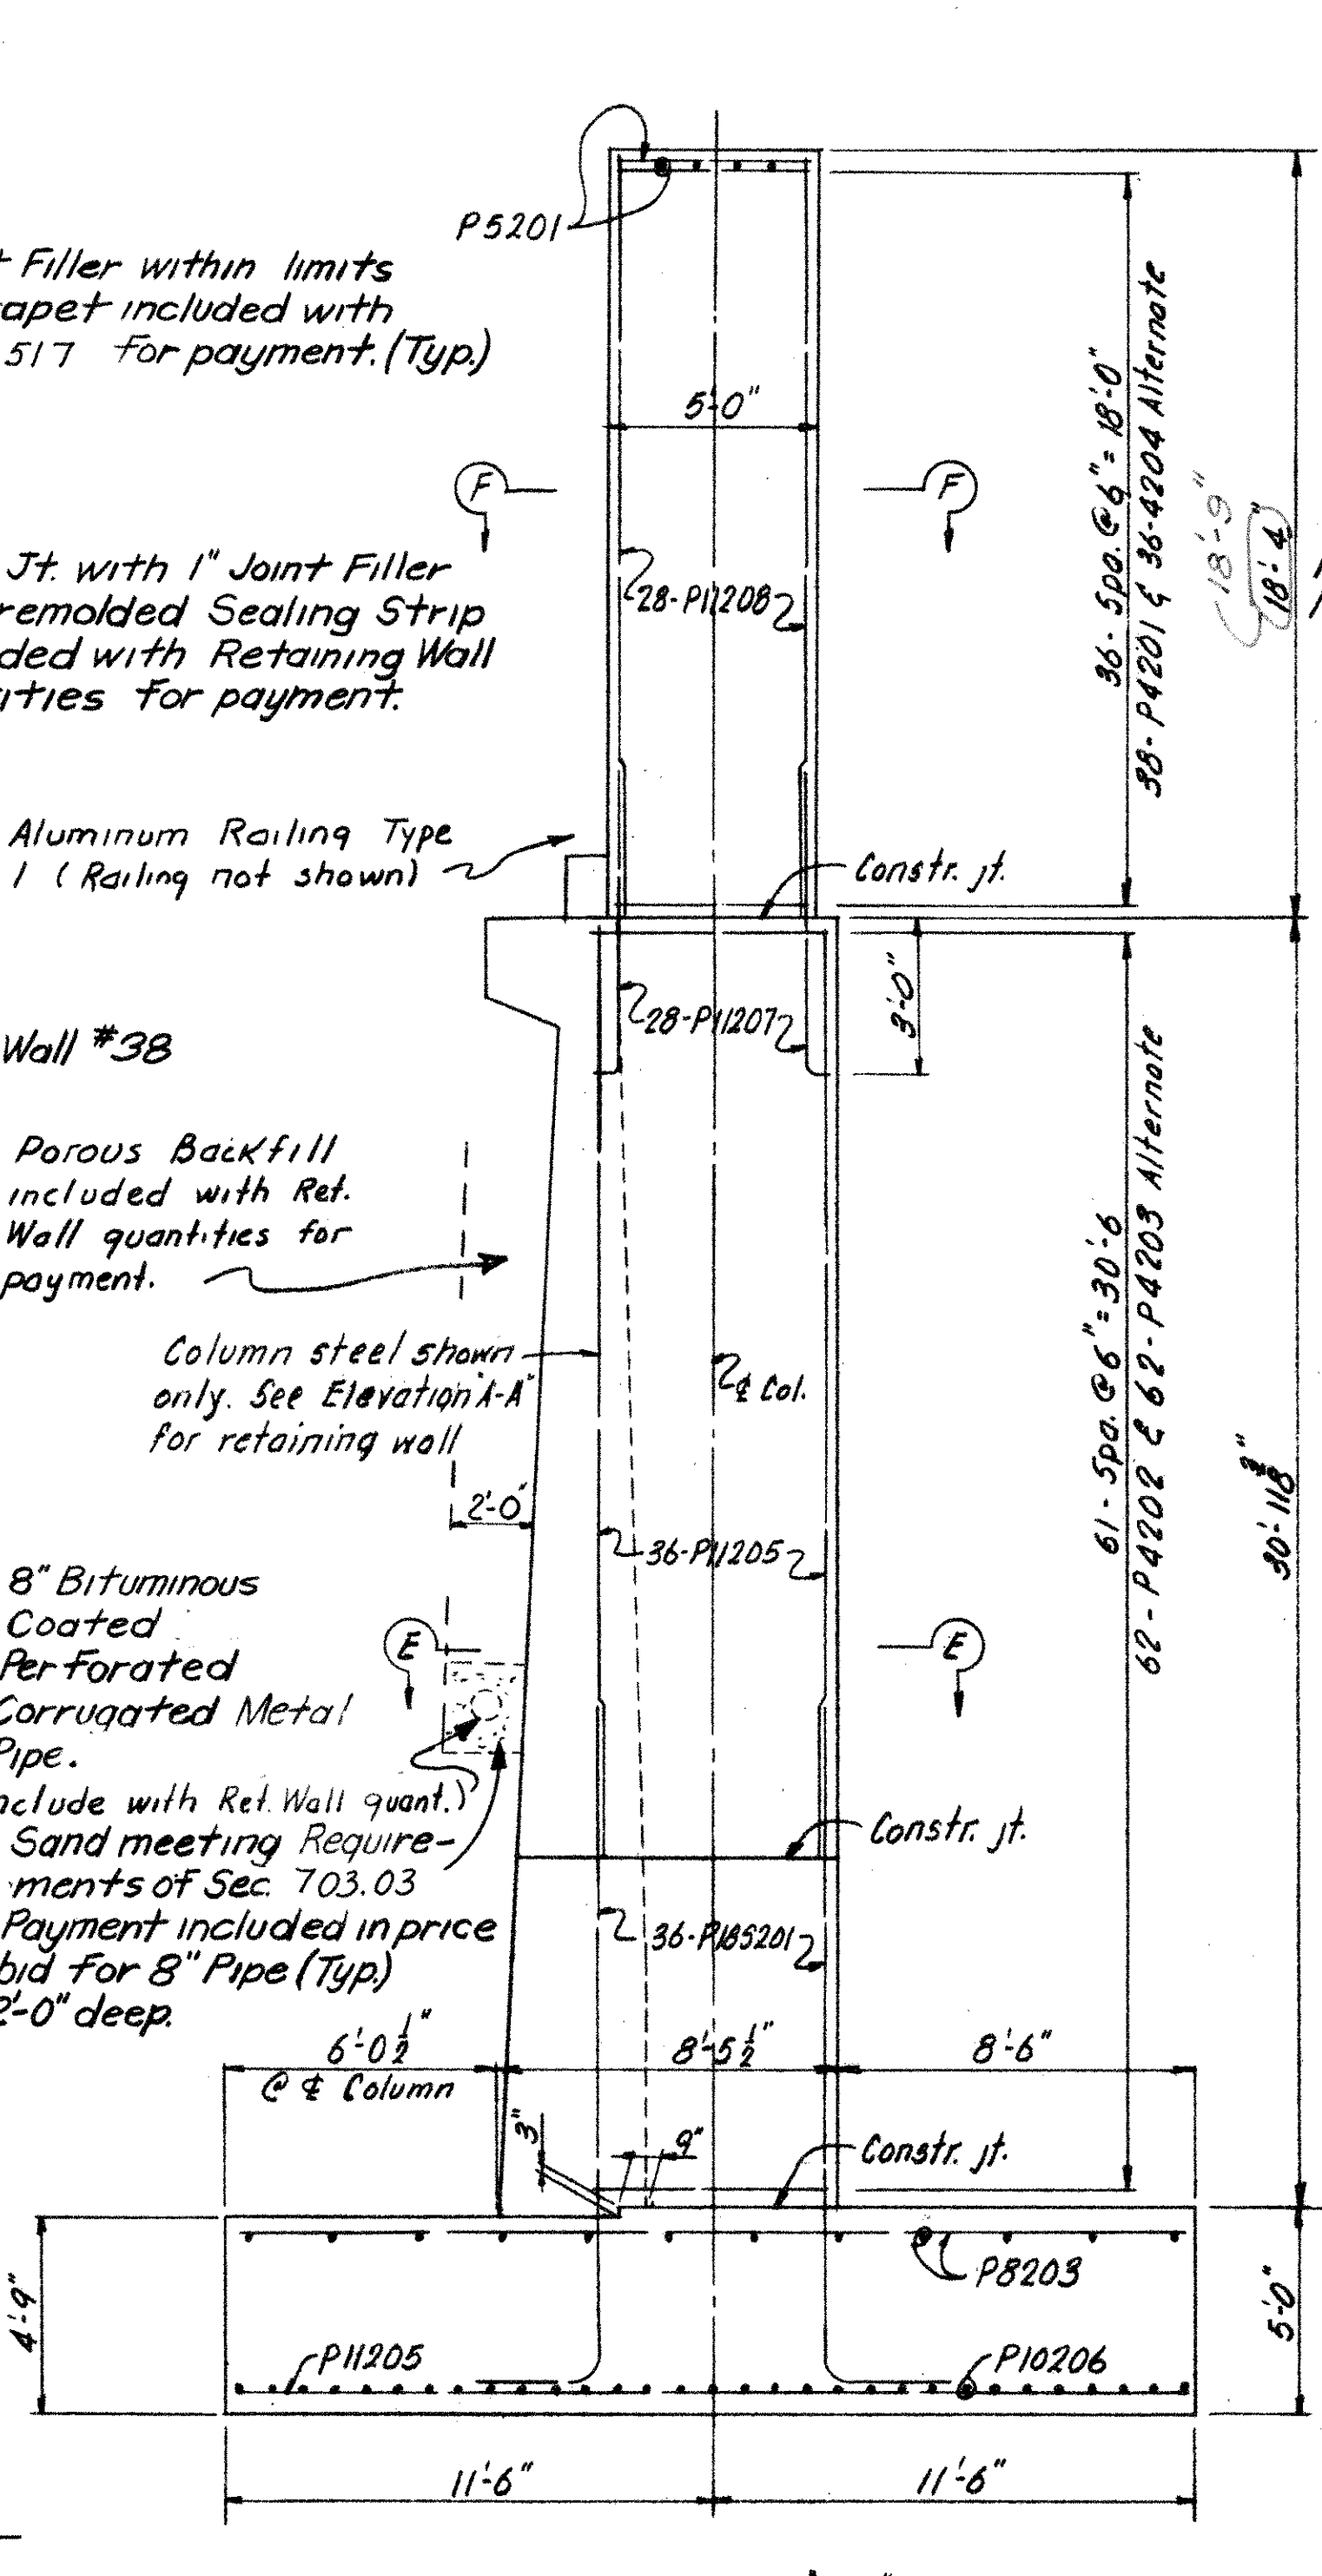 P5201
Filler within limits
apet included with
517 for payment. (Typ.)
5'-0"
36- Spa. @ 6" = 18'-0"
38- P4201 & 36-4204 Alternate
18'-9"
18'-4"
F
F
Jt. with 1" Joint Filler
remolded Sealing Strip
ded with Retaining Wall
ities for payment.
28-P11208
Aluminum Railing Type
1 (Railing not shown)
Constr. jt.
28-P11207
3'-0"
Wall #38
Porous Backfill
included with Ret.
Wall quantities for
payment.
61- Spa. @ 6" = 30'-6
62 - P4202 & 62 - P4203 Alternate
Column steel shown
only. See Elevation "A-A"
for retaining wall
℄ Col.
2'-0"
36-P11205
8" Bituminous
Coated
Perforated
Corrugated Metal
Pipe.
nclude with Ret. Wall quant.)
Sand meeting Require-
ments of Sec. 703.03
Payment included in price
bid for 8" Pipe (Typ.)
2'-0" deep.
E
E
Constr. jt.
36-P18S201
6'-0 1/2"
@ ℄ Column
8'-5 1/2"
8'-6"
3"
9"
Constr. jt.
P8203
4'-9"
5'-0"
P11205
P10206
11'-6"
11'-6"